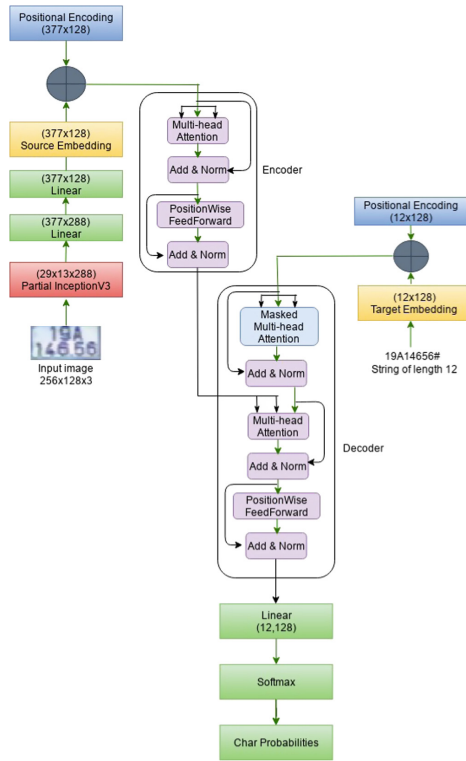 Positional Encoding
(377x128)
(377x128)
Source Embedding
(377x128)
Linear
(377x288)
Linear
(29x13x288)
Partial InceptionV3
19A
14656
Input image
256x128x3
Multi-head
Attention
Add & Norm
PositionWise
FeedForward
Add & Norm
Encoder
Positional Encoding
(12x128)
(12x128)
Target Embedding
19A14656#
String of length 12
Masked
Multi-head
Attention
Add & Norm
Multi-head
Attention
Add & Norm
PositionWise
FeedForward
Add & Norm
Decoder
Linear
(12,128)
Softmax
Char Probabilities